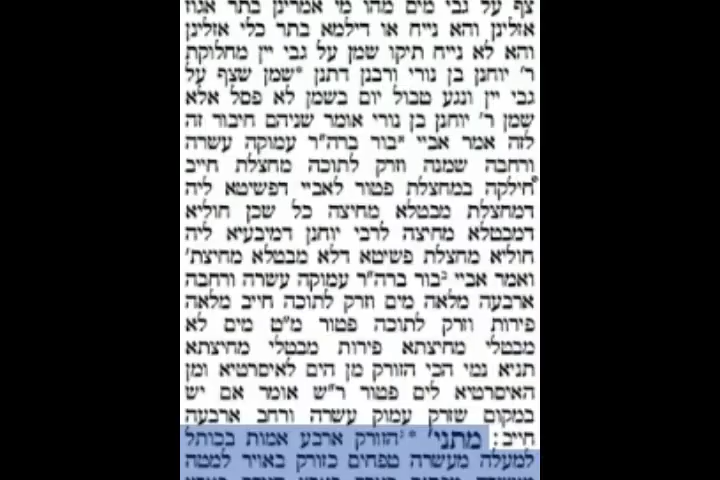 צף על גבי מים מהו מי אמרינן בתר אגוז
אזלינן והא נייח או דילמא בתר כלי אזלינן
והא לא נייח תיקו שמן על גבי יין מחלוקת
ר' יוחנן בן נורי ורבנן דתנן *שמן שצף על
גבי יין ונגע טבול יום בשמן לא פסל אלא
שמן ר' יוחנן בן נורי אומר שניהם חיבור זה
לזה אמר אביי בור ברה"ר עמוקה עשרה
ורחבה שמנה וזרק לתוכה מחצלת חייב
חילקה במחצלת פטור לאביי דפשיטא ליה
דמחצלת מבטלא מחיצה כל שכן חוליא
דמבטלא מחיצה לרבי יוחנן דמיבעיא ליה
חוליא מחצלת פשיטא דלא מבטלא מחיצת'
ואמר אביי בור ברה"ר עמוקה עשרה ורחבה
ארבעה מלאה מים וזרק לתוכה חייב מלאה
פירות וזרק לתוכה פטור מ"ט מים לא
מבטלי מחיצתא פירות מבטלי מחיצתא
תניא נמי הכי הזורק מן הים לאיסרטיא ומן
האיסרטיא לים פטור ר"ש אומר אם יש
במקום שזרק עמוק עשרה ורחב ארבעה
חייב: מתני' *הזורק ארבע אמות בכותל
למעלה מעשרה טפחים כזורק באויר למטה